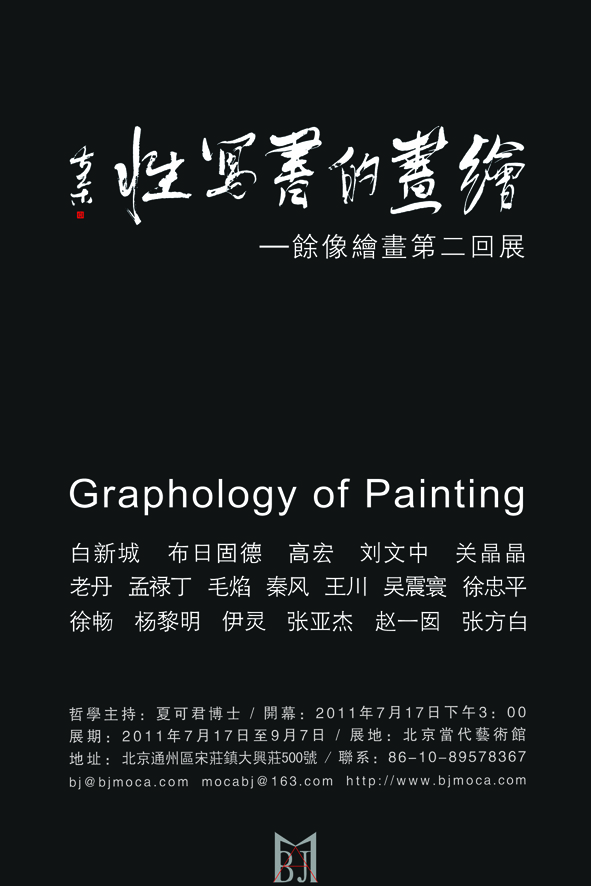 繪畫的書寫性
—餘像繪畫第二回展
Graphology of Painting
白新城 布日固德 高宏 刘文中 关晶晶
老丹 孟禄丁 毛焰 秦风 王川 吴震寰 徐忠平
徐畅 杨黎明 伊灵 张亚杰 赵一囡 张方白
哲學主持：夏可君博士 / 開幕：2011年7月17日下午3：00
展期：2011年7月17日至9月7日 / 展地：北京當代藝術館
地址：北京通州區宋莊鎮大興莊500號 / 聯系：86-10-89578367
bj@bjmoca.com mocabj@163.com http://www.bjmoca.com